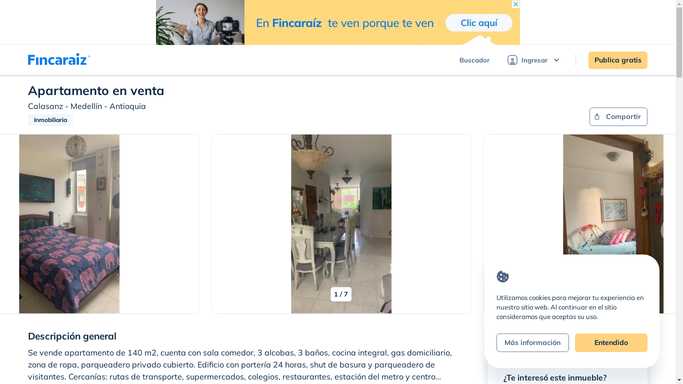 En Fincaraíz te ven porque te ven
Clic aquí
Fincaraiz
Buscador
Ingresar
Publica gratis
Apartamento en venta
Calasanz - Medellín - Antioquia
Inmobiliaria
Compartir
1 / 7
Utilizamos cookies para mejorar tu experiencia en
nuestro sitio web. Al continuar en el sitio
consideramos que aceptas su uso.
Más información
Entendido
Descripción general
Se vende apartamento de 140 m2, cuenta con sala comedor, 3 alcobas, 3 baños, cocina integral, gas domiciliario,
zona de ropa, parqueadero privado cubierto. Edificio con portería 24 horas, shut de basura y parqueadero de
visitantes. Cercanías: rutas de transporte, supermercados, colegios, restaurantes, estación del metro y centro...
¿Te interesó este inmueble?